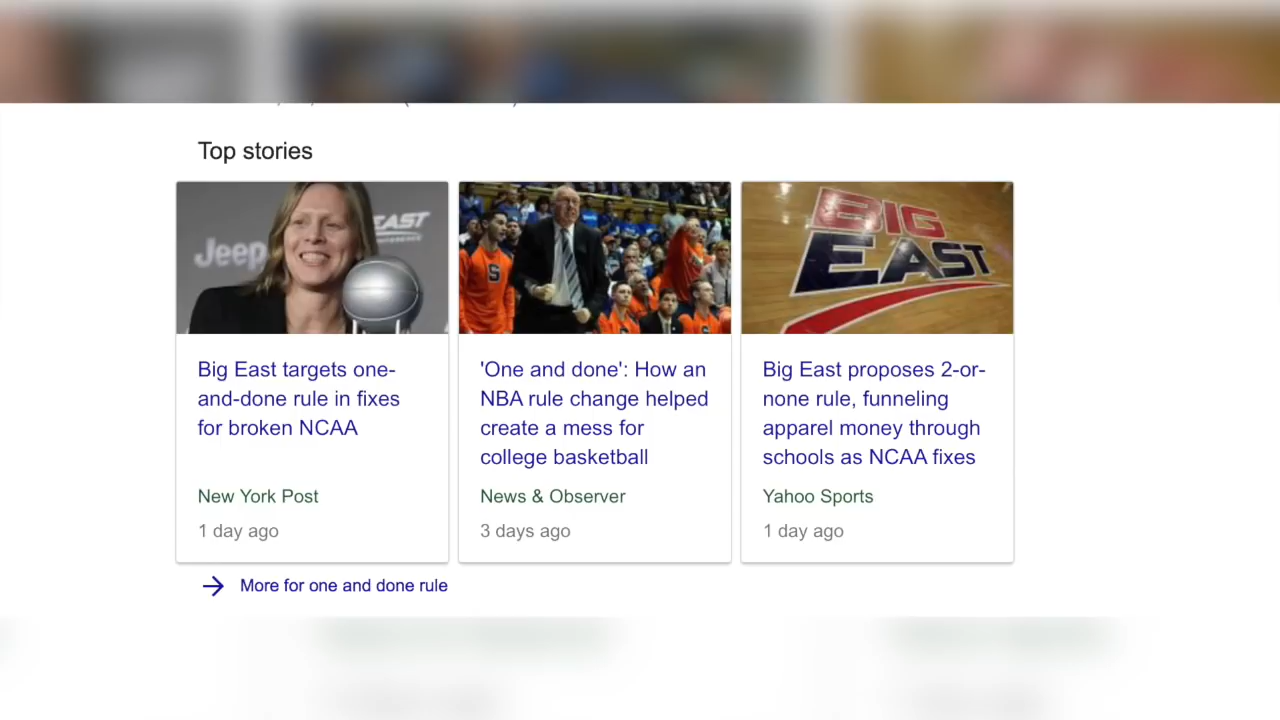 Top stories
Jeep
EAST
CONFERENCE
S
BIG
EAST
Big East targets one-
and-done rule in fixes
for broken NCAA
New York Post
1 day ago
'One and done': How an
NBA rule change helped
create a mess for
college basketball
News & Observer
3 days ago
Big East proposes 2-or-
none rule, funneling
apparel money through
schools as NCAA fixes
Yahoo Sports
1 day ago
→ More for one and done rule